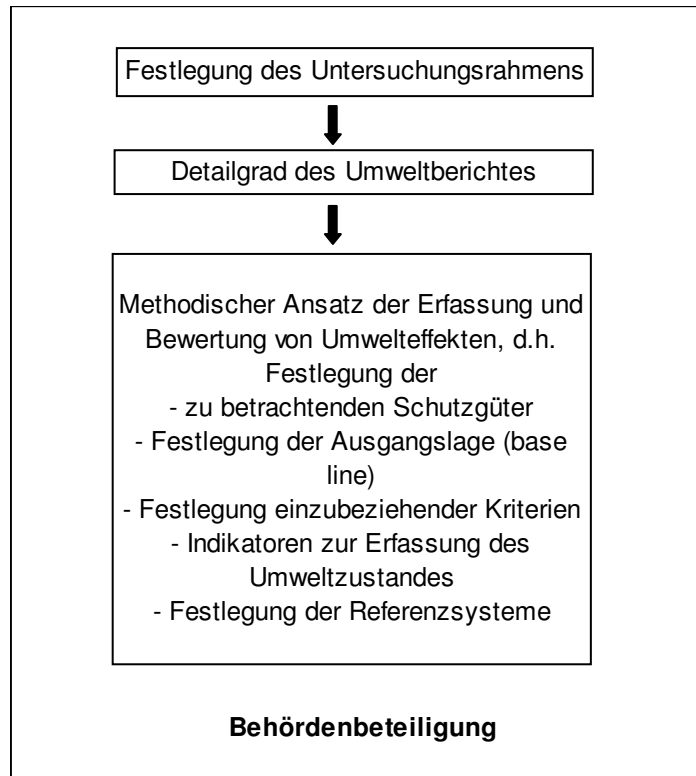 Festlegung des Untersuchungsrahmens
Detailgrad des Umweltberichtes
Methodischer Ansatz der Erfassung und
Bewertung von Umwelteffekten, d.h.
Festlegung der
- zu betrachtenden Schutzgüter
- Festlegung der Ausgangslage (base
line)
- Festlegung einzubeziehender Kriterien
- Indikatoren zur Erfassung des
Umweltzustandes
- Festlegung der Referenzsysteme
Behördenbeteiligung